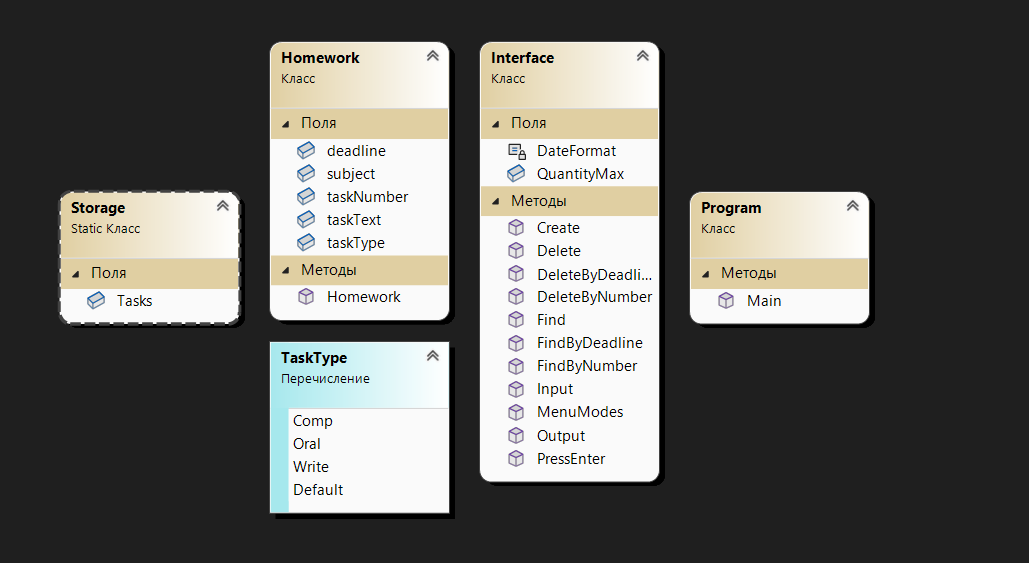 Storage
Static Класс
Поля
Tasks
Homework
Класс
Поля
deadline
subject
taskNumber
taskText
taskType
Методы
Homework
TaskType
Перечисление
Comp
Oral
Write
Default
Interface
Класс
Поля
DateFormat
QuantityMax
Методы
Create
Delete
DeleteByDeadli...
DeleteByNumber
Find
FindByDeadline
FindByNumber
Input
MenuModes
Output
PressEnter
Program
Класс
Методы
Main